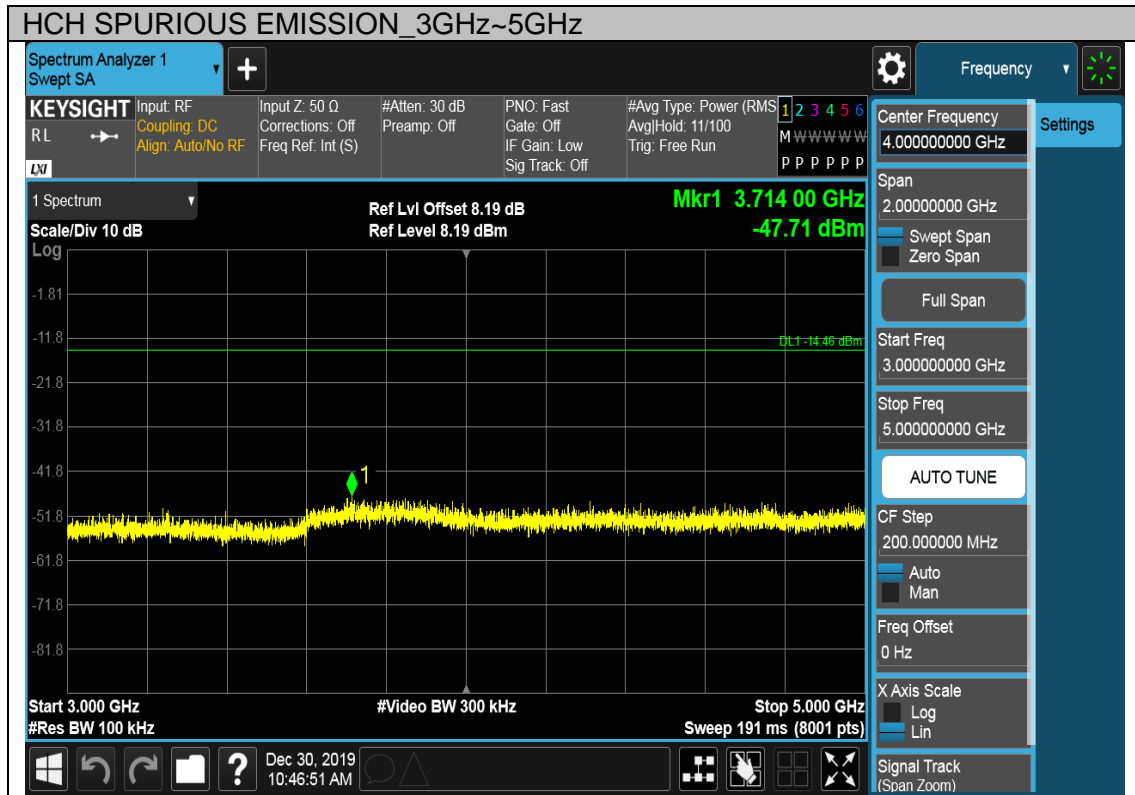 HCH SPURIOUS EMISSION_3GHz~5GHz
Spectrum Analyzer 1
Swept SA
Frequency
KEYSIGHT
RL
LXI
Input: RF
Coupling: DC
Align: Auto/No RF
Input Z: 50 Ω
Corrections: Off
Freq Ref: Int (S)
#Atten: 30 dB
Preamp: Off
PNO: Fast
Gate: Off
IF Gain: Low
Sig Track: Off
#Avg Type: Power (RMS
Avg|Hold: 11/100
Trig: Free Run
1 2 3 4 5 6
M W W W W W
P P P P P P
1 Spectrum
Scale/Div 10 dB
Log
Ref Lvl Offset 8.19 dB
Ref Level 8.19 dBm
Mkr1 3.714 00 GHz
-47.71 dBm
-1.81
-11.8
DL1 -14.46 dBm
-21.8
-31.8
-41.8
1
-51.8
-61.8
-71.8
-81.8
Start 3.000 GHz
#Video BW 300 kHz
Stop 5.000 GHz
#Res BW 100 kHz
Sweep 191 ms (8001 pts)
?
Dec 30, 2019
10:46:51 AM
Center Frequency
4.000000000 GHz
Settings
Span
2.00000000 GHz
Swept Span
Zero Span
Full Span
Start Freq
3.000000000 GHz
Stop Freq
5.000000000 GHz
AUTO TUNE
CF Step
200.000000 MHz
Auto
Man
Freq Offset
0 Hz
X Axis Scale
Log
Lin
Signal Track
(Span Zoom)